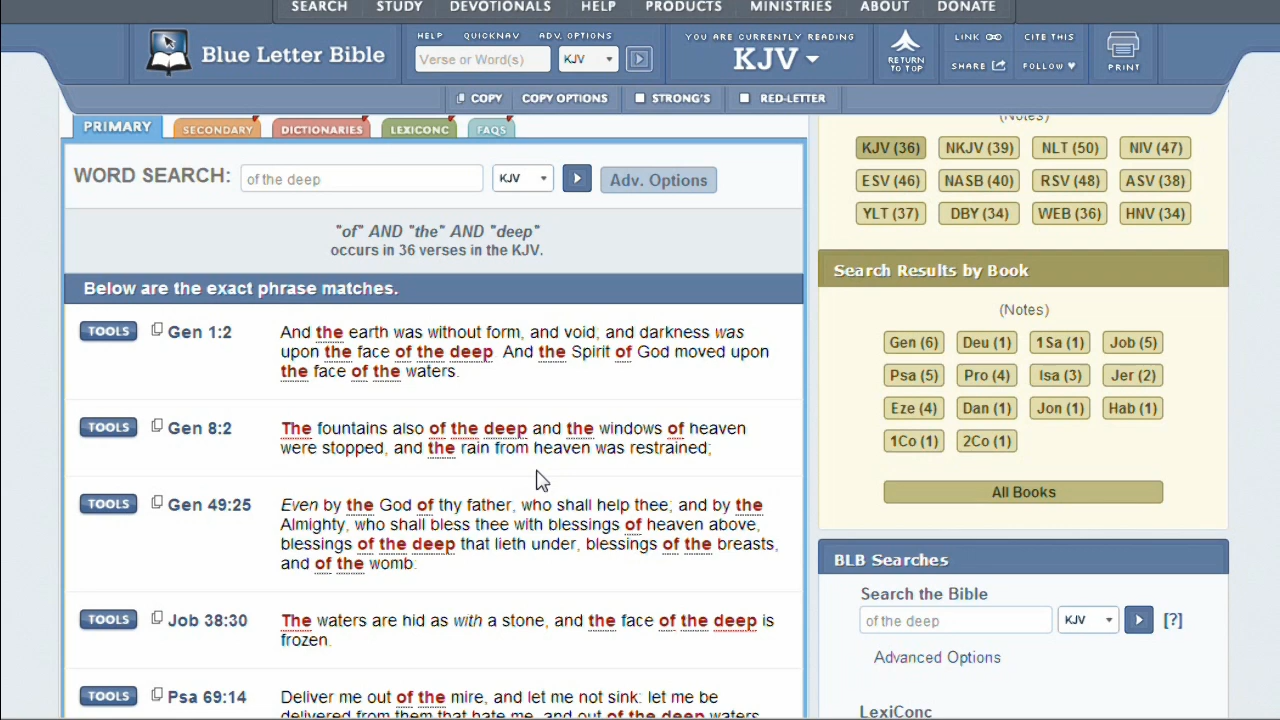 SEARCH STUDY DEVOTIONALS HELP PRODUCTS MINISTRIES ABOUT DONATE
Blue Letter Bible
HELP QUICKNAV ADV. OPTIONS
Verse or Word(s) KJV
YOU ARE CURRENTLY READING
KJV
RETURN
TO TOP
LINK CITE THIS
SHARE FOLLOW
PRINT
COPY COPY OPTIONS STRONG'S RED-LETTER
PRIMARY SECONDARY DICTIONARIES LEXICONC FAQS
WORD SEARCH: of the deep KJV Adv. Options
"of" AND "the" AND "deep"
occurs in 36 verses in the KJV.
Below are the exact phrase matches.
TOOLS Gen 1:2 And the earth was without form, and void; and darkness was
upon the face of the deep And the Spirit of God moved upon
the face of the waters.
TOOLS Gen 8:2 The fountains also of the deep and the windows of heaven
were stopped, and the rain from heaven was restrained;
TOOLS Gen 49:25 Even by the God of thy father, who shall help thee; and by the
Almighty, who shall bless thee with blessings of heaven above,
blessings of the deep that lieth under, blessings of the breasts,
and of the womb:
TOOLS Job 38:30 The waters are hid as with a stone, and the face of the deep is
frozen.
TOOLS Psa 69:14 Deliver me out of the mire, and let me not sink: let me be
delivered from them that hate me, and out of the deep waters
(Notes)
KJV (36) NKJV (39) NLT (50) NIV (47)
ESV (46) NASB (40) RSV (48) ASV (38)
YLT (37) DBY (34) WEB (36) HNV (34)
Search Results by Book
(Notes)
Gen (6) Deu (1) 1Sa (1) Job (5)
Psa (5) Pro (4) Isa (3) Jer (2)
Eze (4) Dan (1) Jon (1) Hab (1)
1Co (1) 2Co (1)
All Books
BLB Searches
Search the Bible
of the deep KJV [?]
Advanced Options
LexiConc